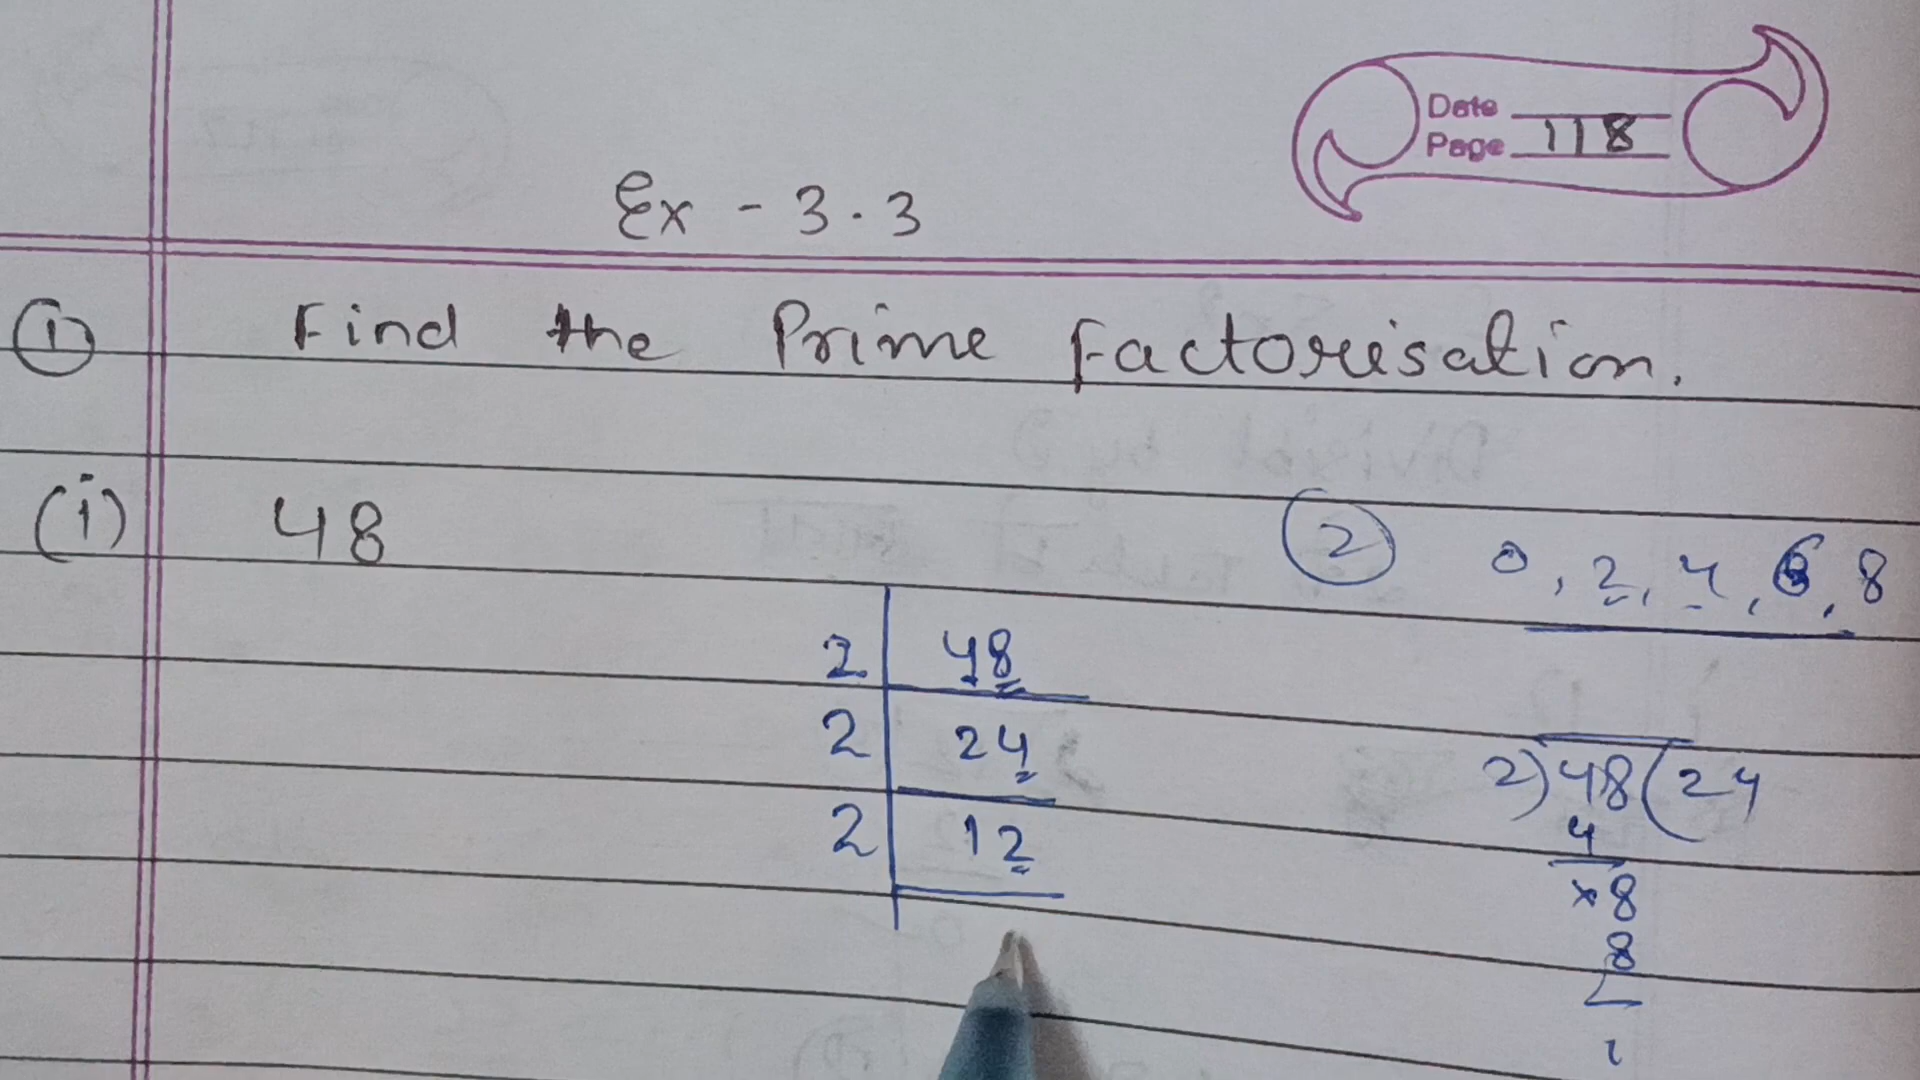 Date
Page 118
Ex - 3.3
① Find the Prime Factorisation.
(i) 48
② 0, 2, 4, 6, 8
2 48
2 24
2 12
2)48(24
4
×8
8